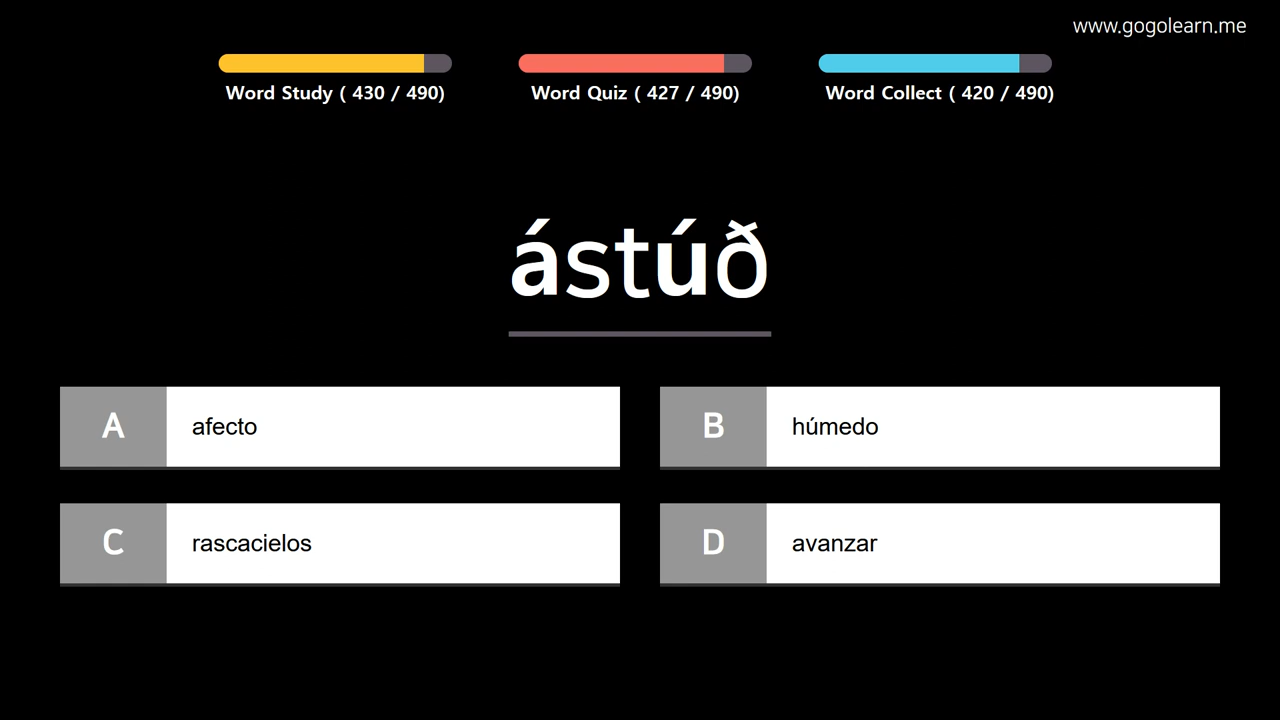 www.gogolearn.me
Word Study ( 430 / 490)
Word Quiz ( 427 / 490)
Word Collect ( 420 / 490)
ástúð
A afecto
B húmedo
C rascacielos
D avanzar